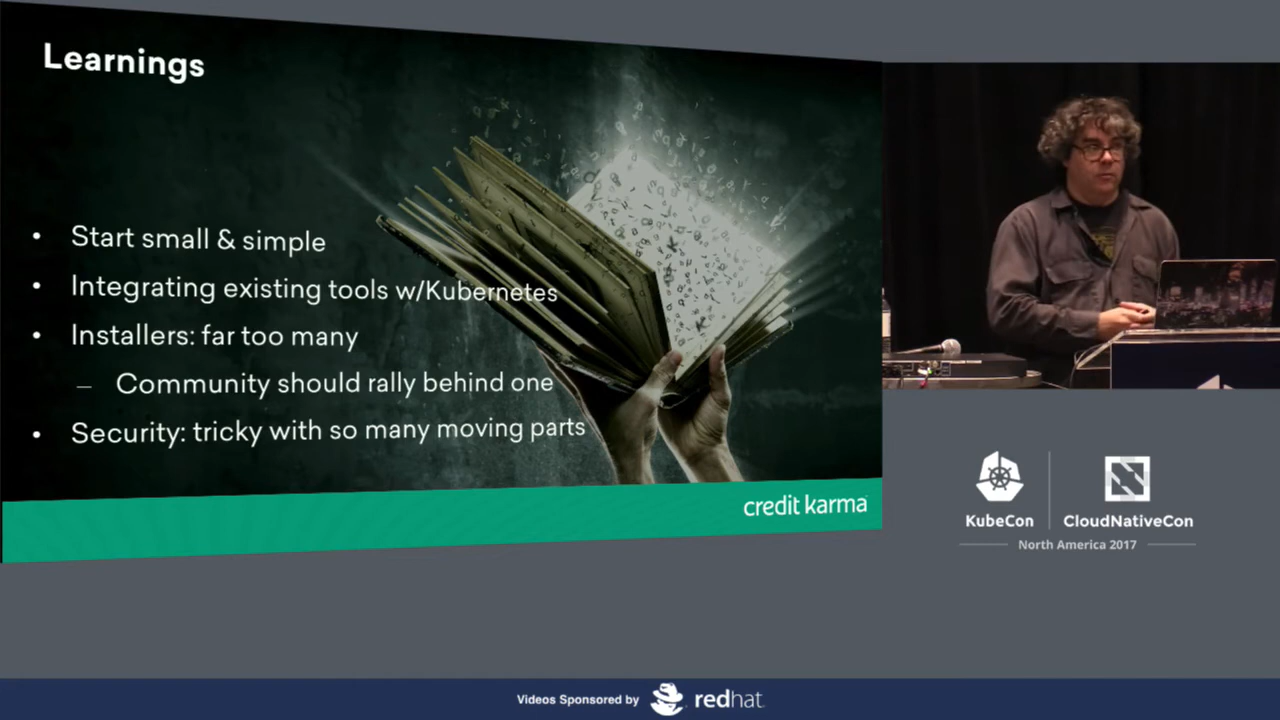 Learnings
• Start small & simple
• Integrating existing tools w/Kubernetes
• Installers: far too many
– Community should rally behind one
• Security: tricky with so many moving parts
credit karma
KubeCon
CloudNativeCon
North America 2017
Videos Sponsored by redhat.